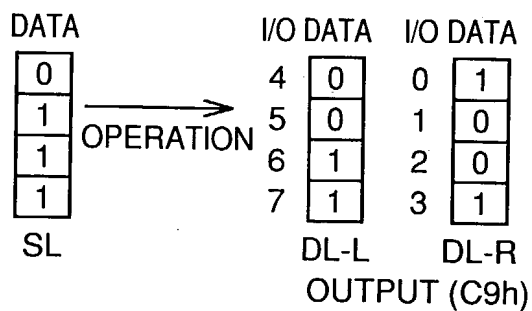 DATA I/O DATA I/O DATA
0 4 0 0 1
1 5 0 1 0
OPERATION
1 6 1 2 0
1 7 1 3 1
SL DL-L DL-R
OUTPUT (C9h)